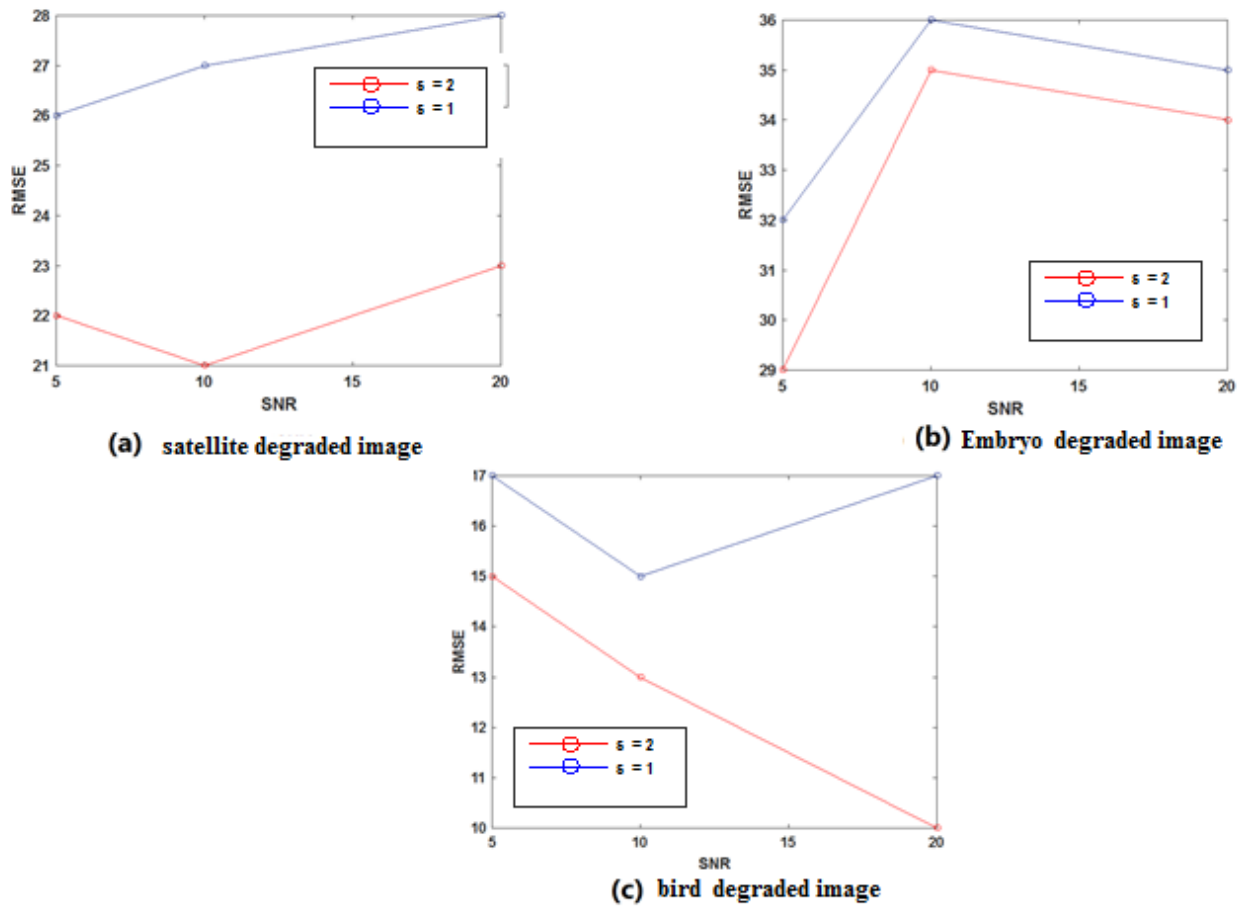 28
27
26
25
24
23
22
21
RMSE
5
10
15
20
SNR
s = 2
s = 1
(a) satellite degraded image
36
35
34
33
32
31
30
29
RMSE
5
10
15
20
SNR
s = 2
s = 1
(b) Embryo degraded image
17
16
15
14
13
12
11
10
RMSE
5
10
15
20
SNR
s = 2
s = 1
(c) bird degraded image